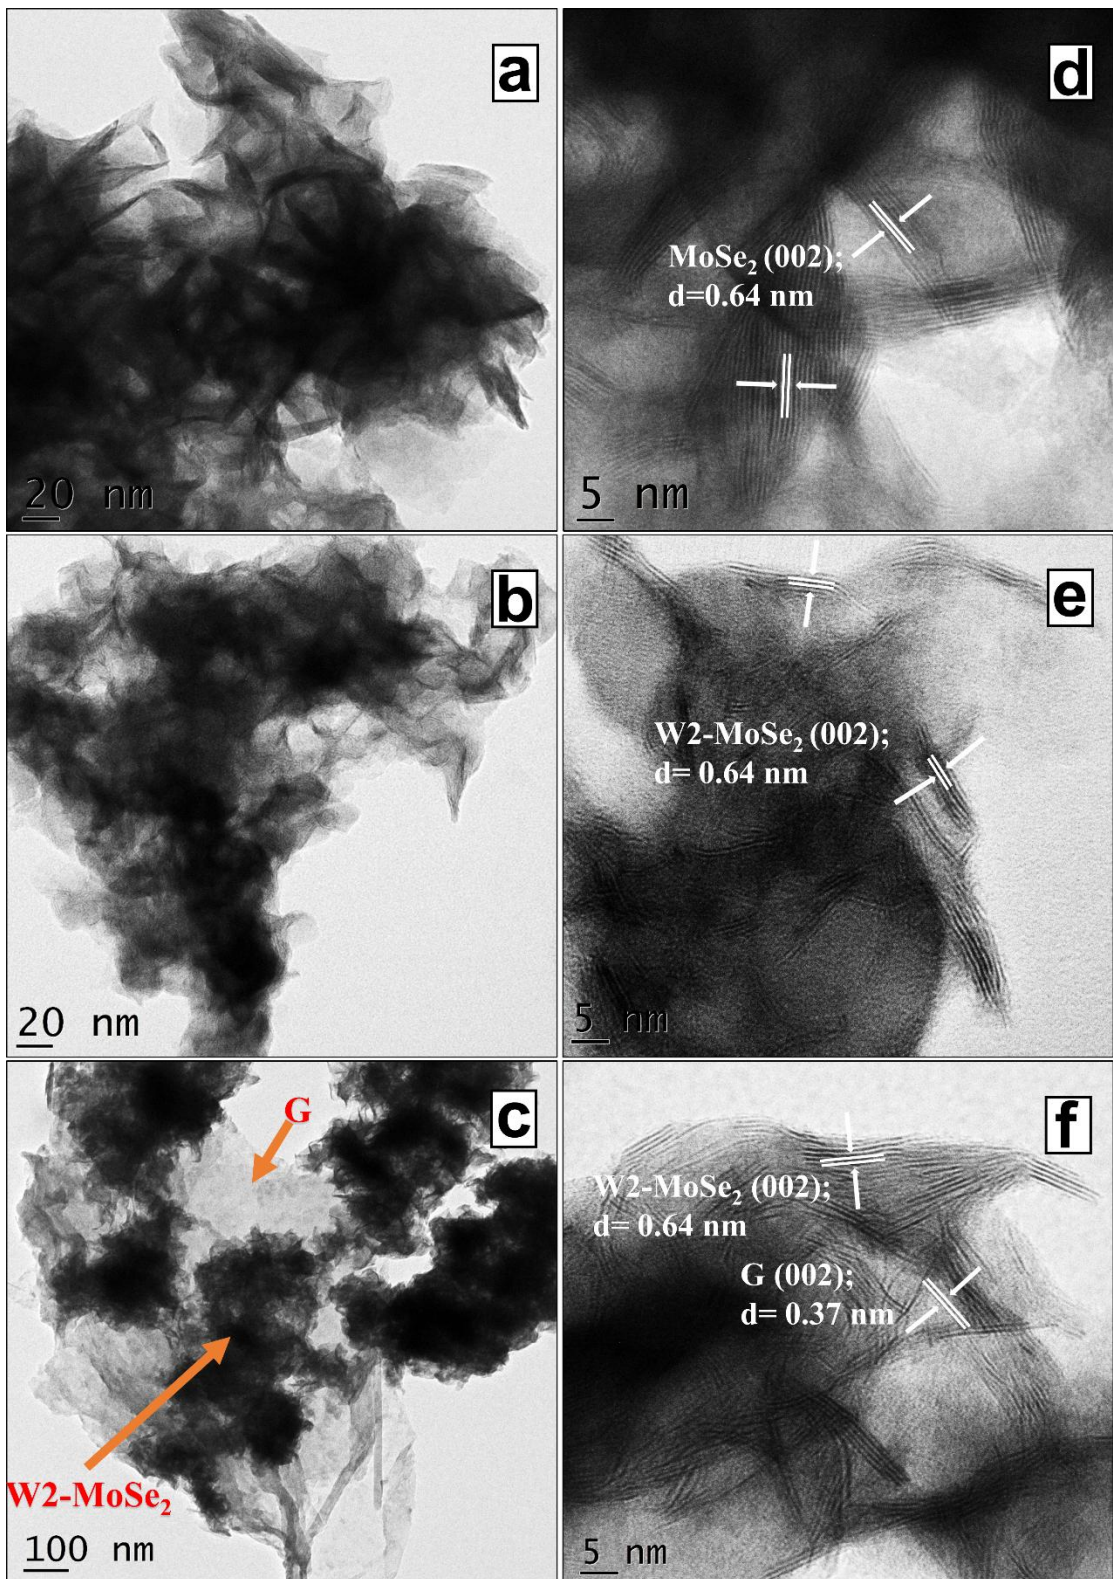 a
20 nm
d
MoSe₂ (002);
d=0.64 nm
5 nm
b
20 nm
e
W2-MoSe₂ (002);
d= 0.64 nm
5 nm
c
G
W2-MoSe₂
100 nm
f
W2-MoSe₂ (002);
d= 0.64 nm
G (002);
d= 0.37 nm
5 nm